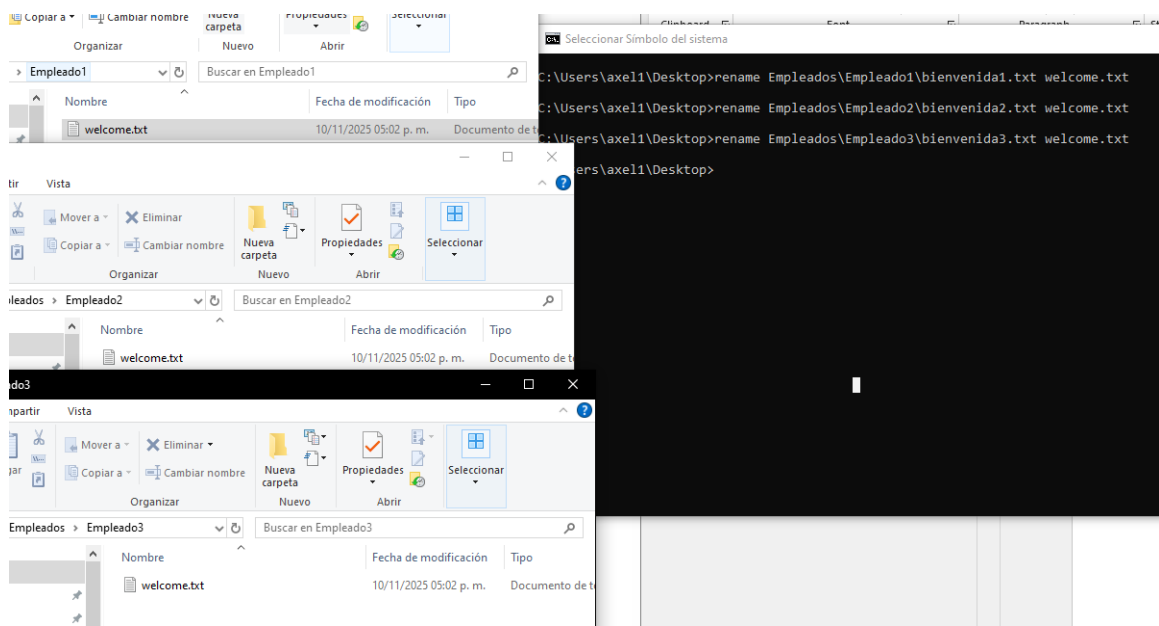 Copiar a Cambiar nombre Nueva carpeta Propiedades Seleccionar
Organizar Nuevo Abrir
Empleado1 Buscar en Empleado1
Nombre Fecha de modificación Tipo
welcome.txt 10/11/2025 05:02 p. m. Documento de t
Vista
Mover a Eliminar
Copiar a Cambiar nombre Nueva carpeta Propiedades Seleccionar
Organizar Nuevo Abrir
pleados > Empleado2 Buscar en Empleado2
Nombre Fecha de modificación Tipo
welcome.txt 10/11/2025 05:02 p. m. Documento de t
do3
mpartir Vista
Mover a Eliminar
Copiar a Cambiar nombre Nueva carpeta Propiedades Seleccionar
Organizar Nuevo Abrir
Empleados > Empleado3 Buscar en Empleado3
Nombre Fecha de modificación Tipo
welcome.txt 10/11/2025 05:02 p. m. Documento de t
Clipboard Font Paragraph
Seleccionar Símbolo del sistema
C:\Users\axel1\Desktop>rename Empleados\Empleado1\bienvenida1.txt welcome.txt
C:\Users\axel1\Desktop>rename Empleados\Empleado2\bienvenida2.txt welcome.txt
C:\Users\axel1\Desktop>rename Empleados\Empleado3\bienvenida3.txt welcome.txt
ers\axel1\Desktop>